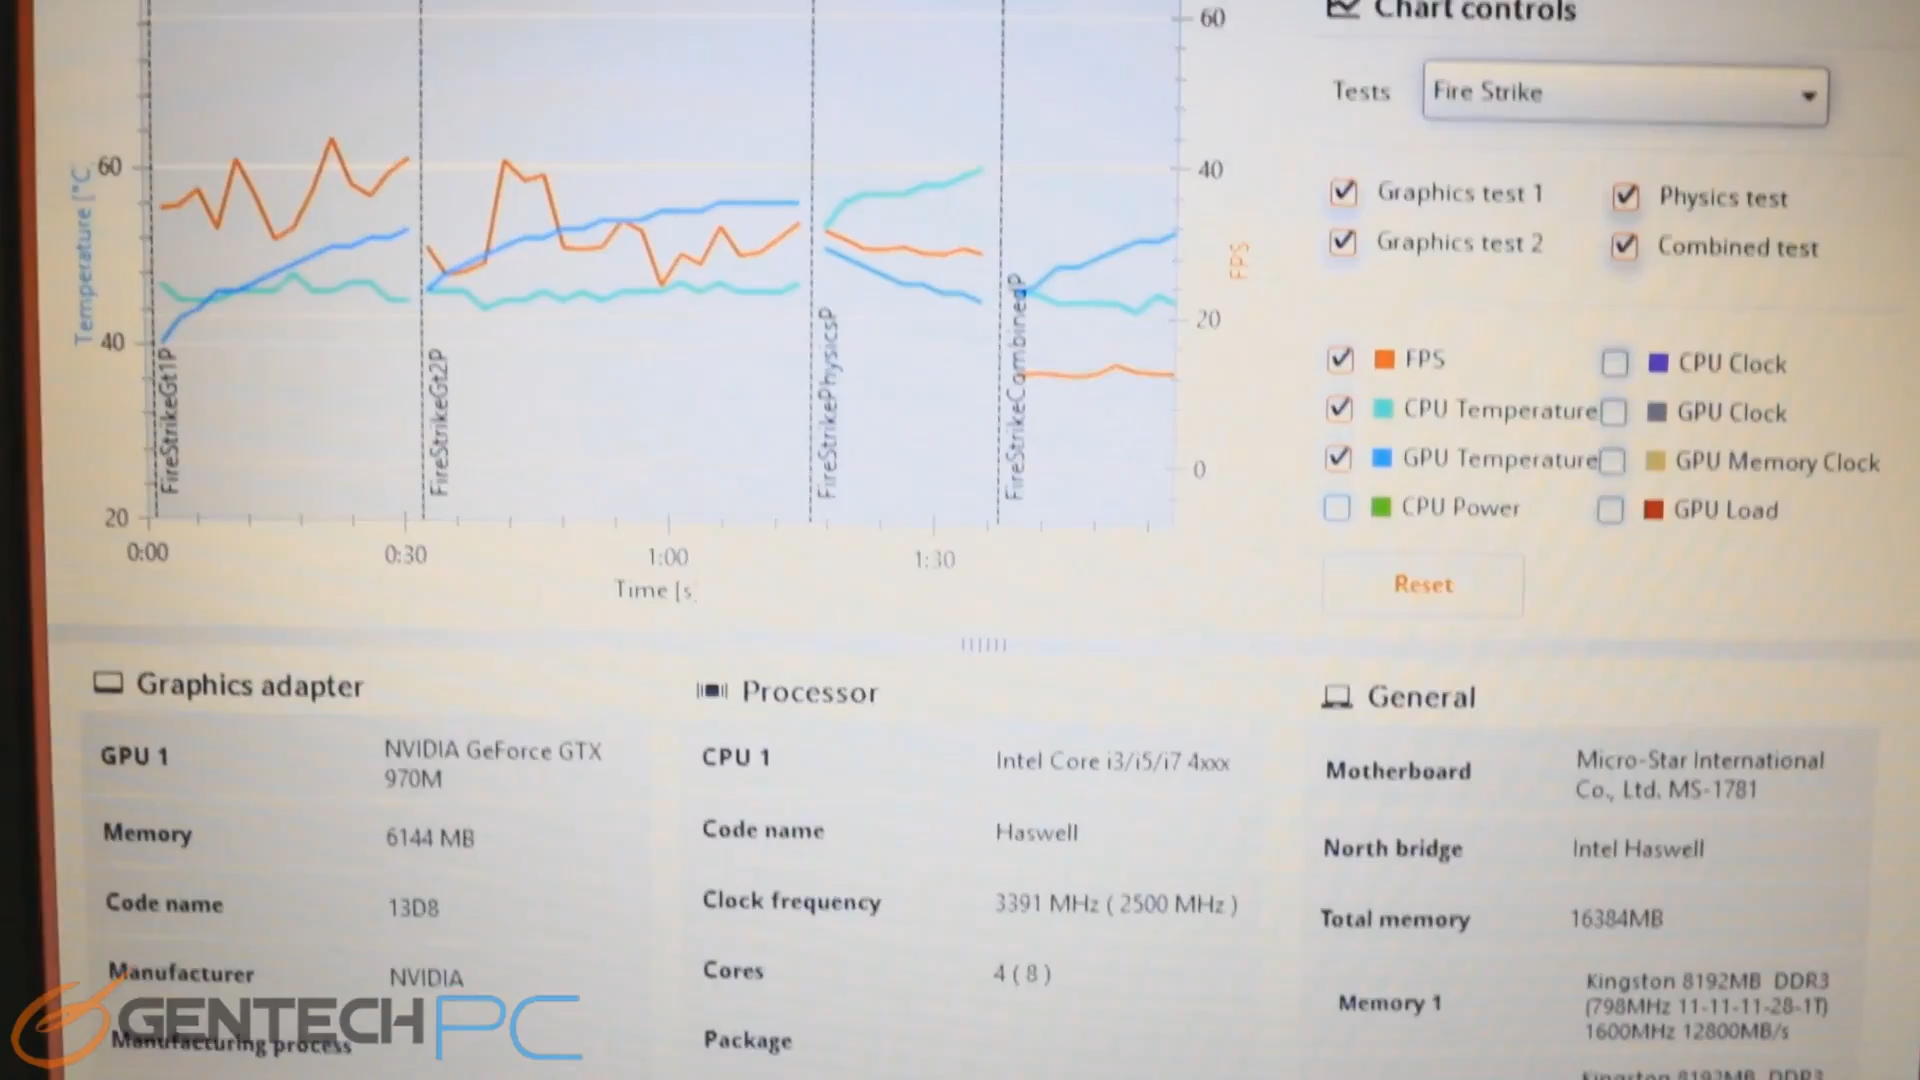 Chart controls
60
Tests
Fire Strike
Temperature [°C
60
40
Graphics test 1
Physics test
Graphics test 2
Combined test
FPS
20
40
FireStrikeGt1P
FireStrikeGt2P
FireStrikePhysicsP
FireStrikeCombinedP
FPS
CPU Clock
CPU Temperature
GPU Clock
GPU Temperature
GPU Memory Clock
0
CPU Power
GPU Load
20
0:00
0:30
1:00
1:30
Time [s
Reset
Graphics adapter
GPU 1
NVIDIA GeForce GTX
970M
Memory
6144 MB
Code name
13D8
Manufacturer
NVIDIA
Manufacturing process
Processor
CPU 1
Intel Core i3/i5/i7 4xxx
Code name
Haswell
Clock frequency
3391 MHz ( 2500 MHz )
Cores
4 ( 8 )
Package
General
Motherboard
Micro-Star International
Co., Ltd. MS-1781
North bridge
Intel Haswell
Total memory
16384MB
Memory 1
Kingston 8192MB DDR3
(798MHz 11-11-11-28-1T)
1600MHz 12800MB/s
Kingston 8192MB DDR3
GENTECH PC